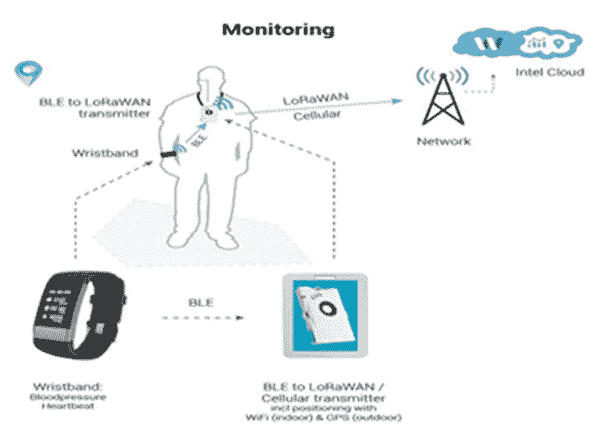 Monitoring
Intel Cloud
BLE to LoRaWAN
transmitter
LoRaWAN
Cellular
Network
Wristband
BLE
BLE
Wristband:
Bloodpressure
Heartbeat
BLE to LoRaWAN /
Cellular transmitter
incl positioning with
WiFi (indoor) & GPS (outdoor)